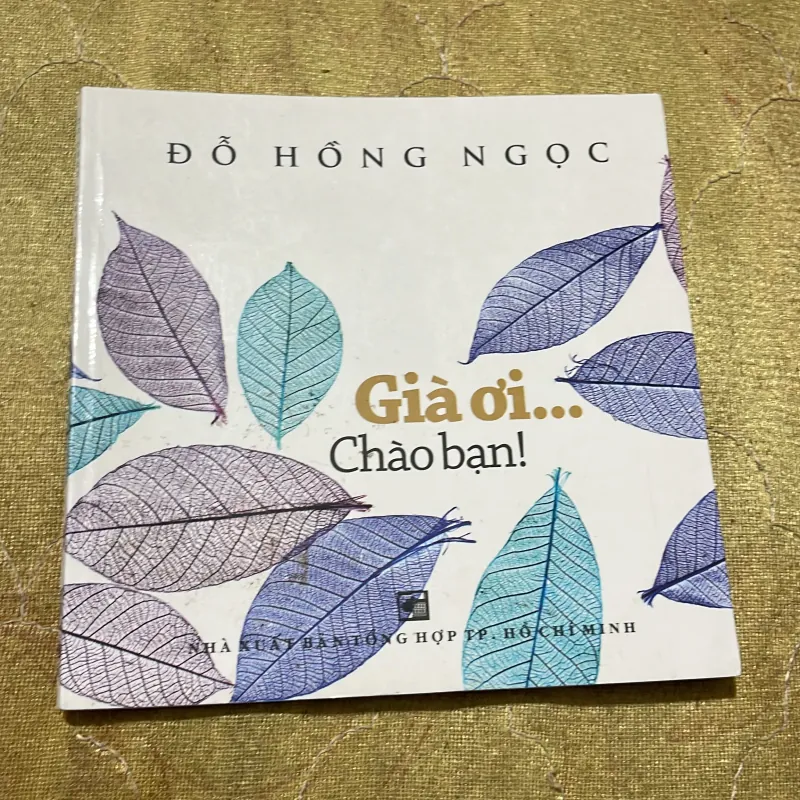 ĐỖ HỒNG NGỌC
Già ơi...
Chào bạn!
NHÀ XUẤT BẢN TỔNG HỢP TP. HỒ CHÍ MINH